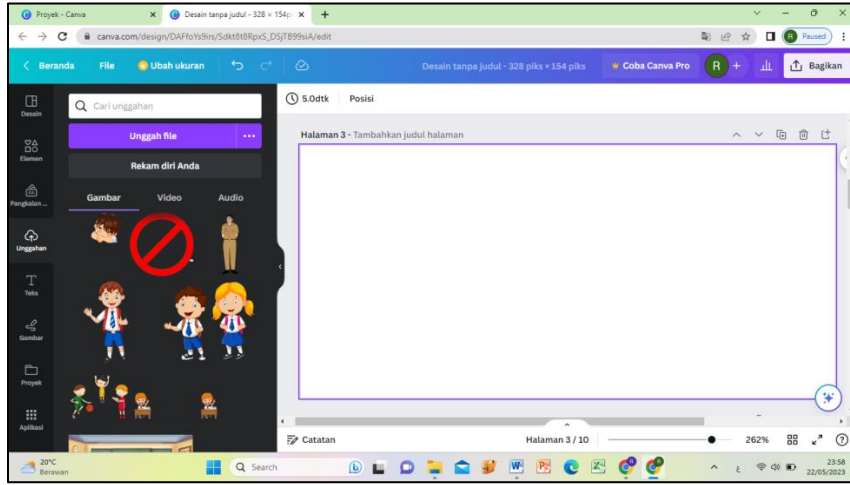 Proyek - Canva
Desain tanpa judul - 328 × 154p
canva.com/design/DAFfoYs9irs/Sdkt8t8RpxS_DSjTB99siA/edit
Paused
Beranda
File
Ubah ukuran
Desain tanpa judul - 328 piks × 154 piks
Coba Canva Pro
R
Bagikan
Desain
Elemen
Pangkalan ...
Unggahan
Teks
Gambar
Proyek
Aplikasi
Cari unggahan
Unggah file
Rekam diri Anda
Gambar
Video
Audio
5.0dtk
Posisi
Halaman 3 - Tambahkan judul halaman
Catatan
Halaman 3 / 10
262%
20°C
Berawan
Search
23:58
22/05/2023